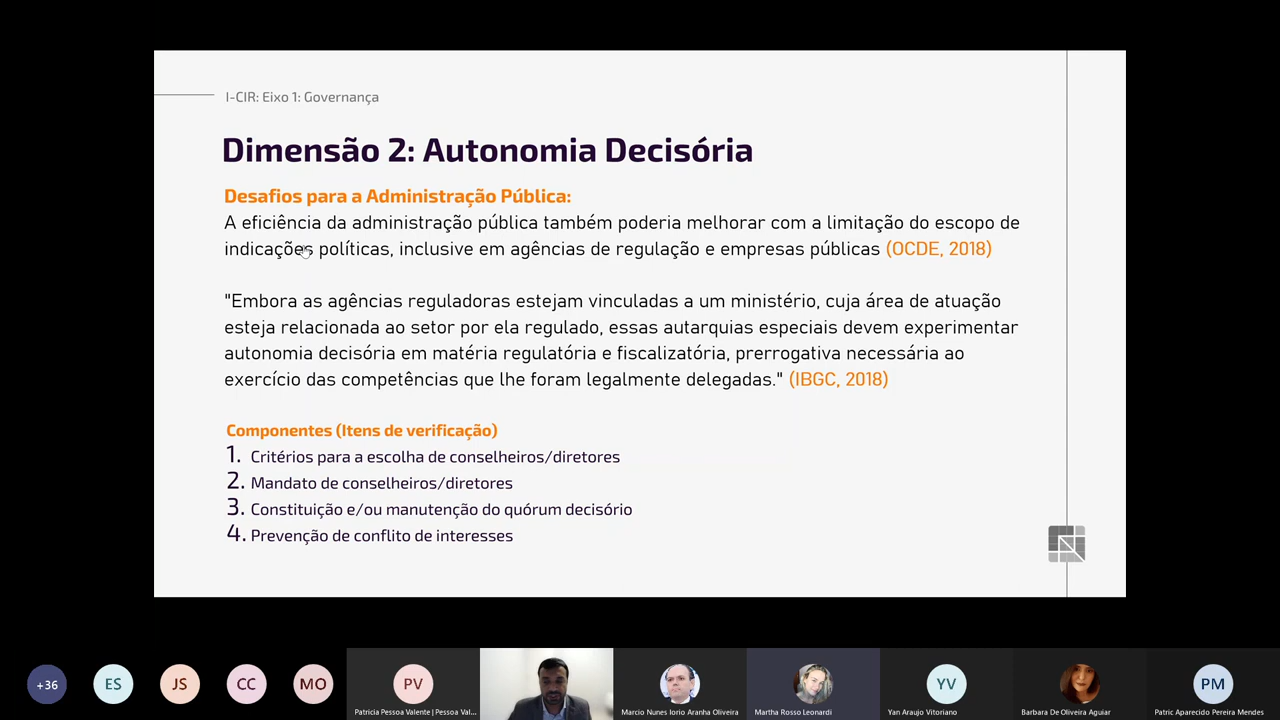 I-CIR: Eixo 1: Governança
Dimensão 2: Autonomia Decisória
Desafios para a Administração Pública:
A eficiência da administração pública também poderia melhorar com a limitação do escopo de
indicações políticas, inclusive em agências de regulação e empresas públicas (OCDE, 2018)
"Embora as agências reguladoras estejam vinculadas a um ministério, cuja área de atuação
esteja relacionada ao setor por ela regulado, essas autarquias especiais devem experimentar
autonomia decisória em matéria regulatória e fiscalizatória, prerrogativa necessária ao
exercício das competências que lhe foram legalmente delegadas." (IBGC, 2018)
Componentes (Itens de verificação)
1. Critérios para a escolha de conselheiros/diretores
2. Mandato de conselheiros/diretores
3. Constituição e/ou manutenção do quórum decisório
4. Prevenção de conflito de interesses
+36 ES JS CC MO PV YV PM
Patricia Pessoa Valente | Pessoa Val... Marcio Nunes Iorio Aranha Oliveira Martha Rosso Leonardi Yan Araujo Vitoriano Barbara De Oliveira Aguiar Patric Aparecido Pereira Mendes